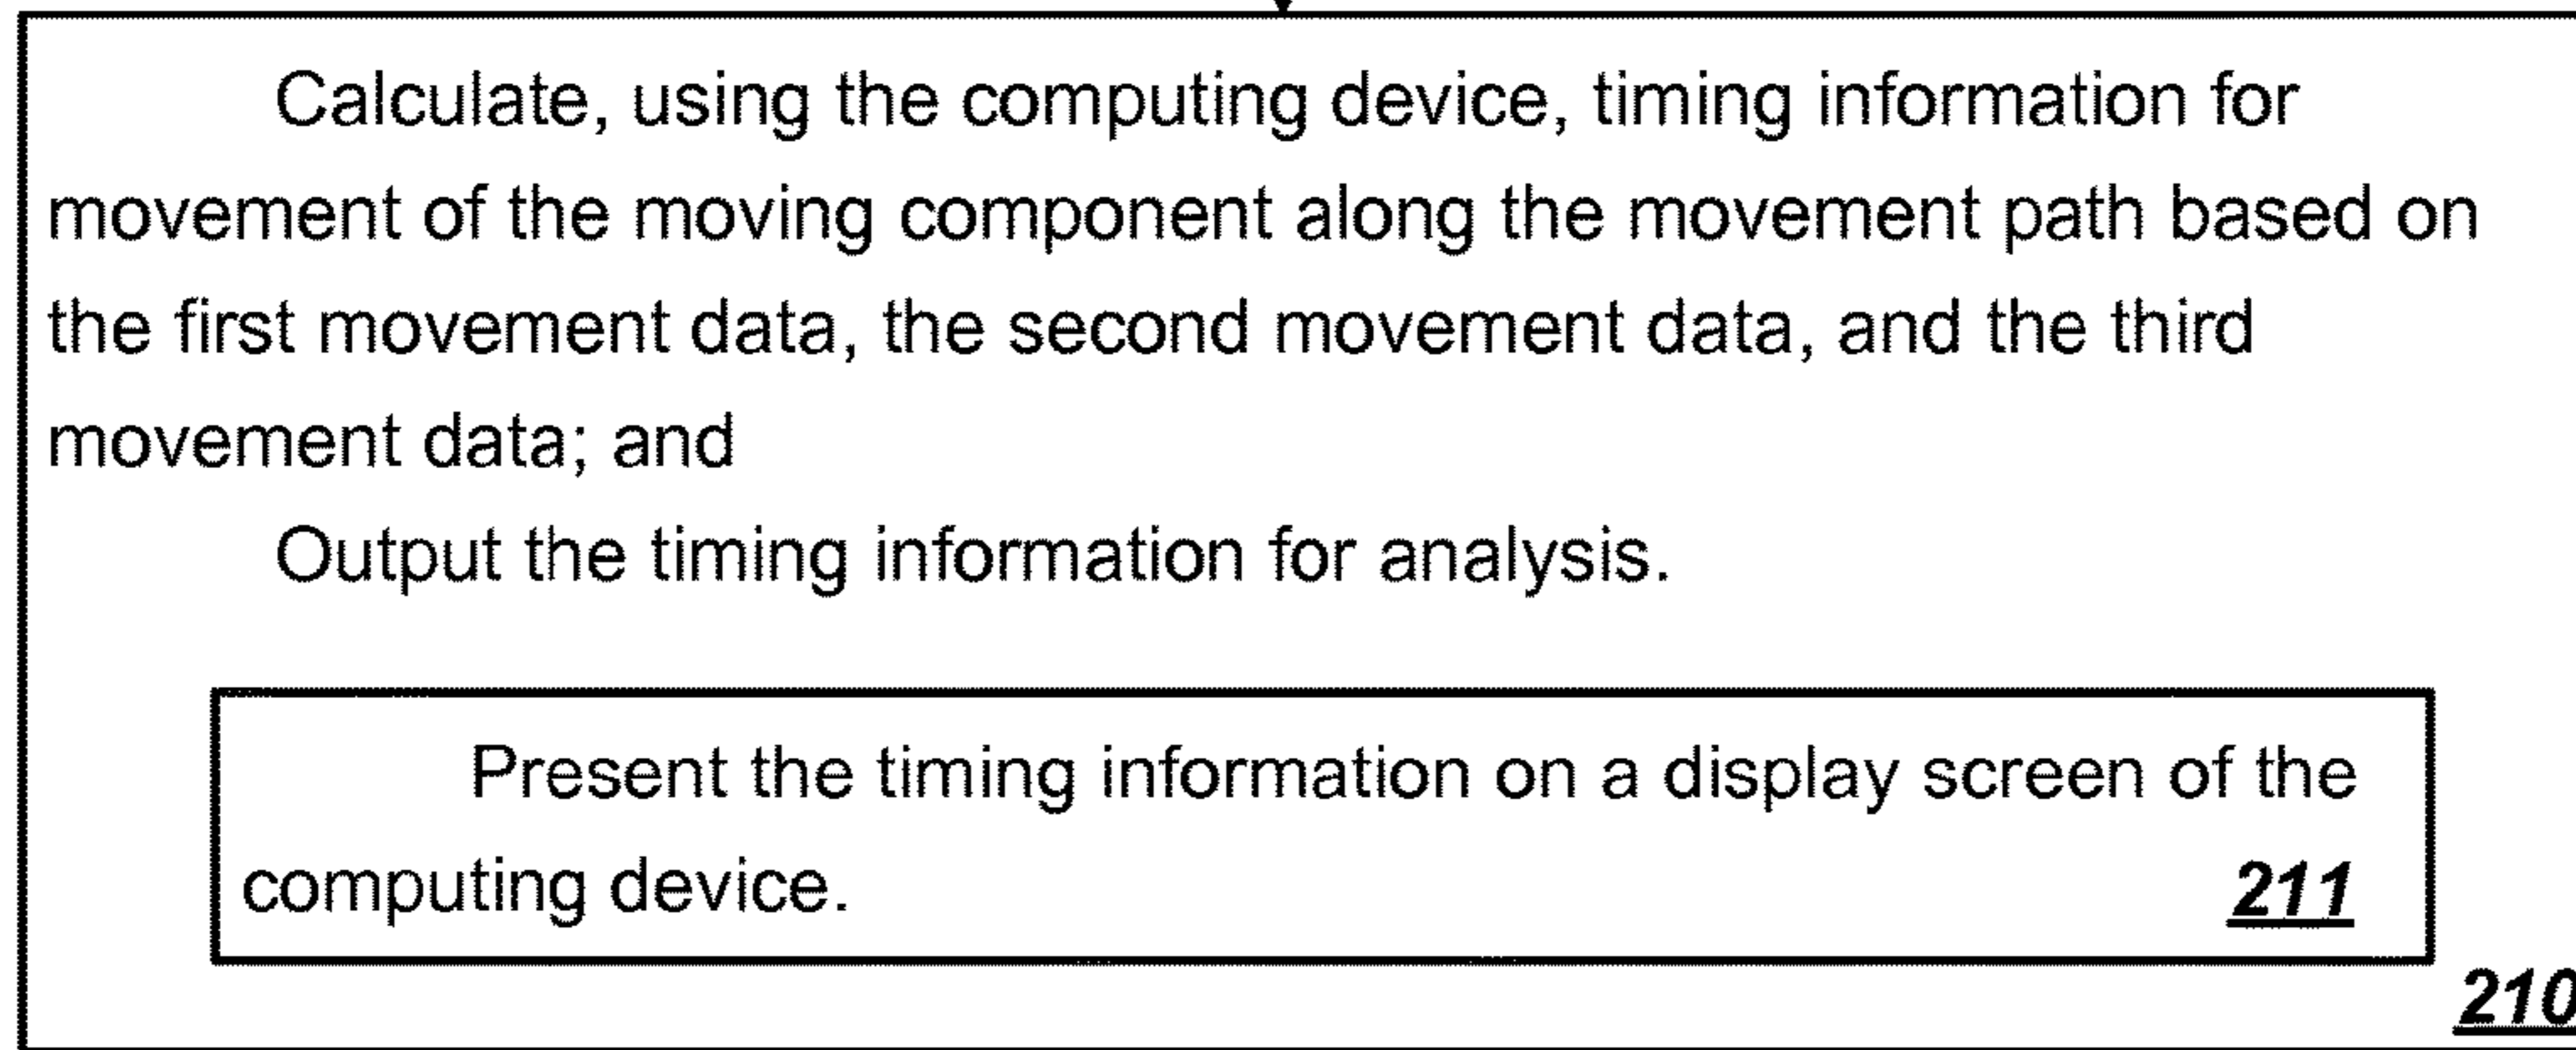 Calculate, using the computing device, timing information for
movement of the moving component along the movement path based on
the first movement data, the second movement data, and the third
movement data; and
Output the timing information for analysis.
Present the timing information on a display screen of the
computing device.
211
210